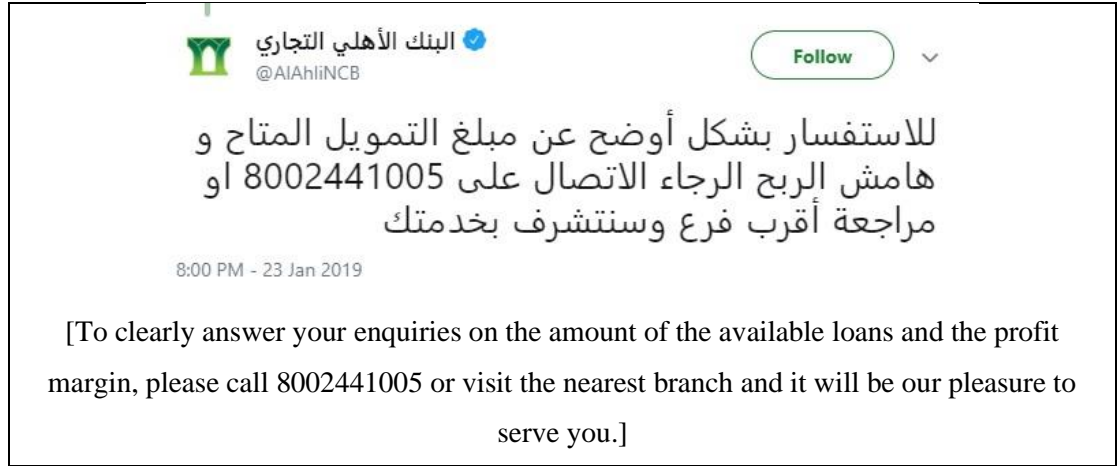 البنك الأهلي التجاري
@AlAhliNCB
Follow
للاستفسار بشكل أوضح عن مبلغ التمويل المتاح و
هامش الربح الرجاء الاتصال على 8002441005 او
مراجعة أقرب فرع وسنتشرف بخدمتك
8:00 PM - 23 Jan 2019
[To clearly answer your enquiries on the amount of the available loans and the profit
margin, please call 8002441005 or visit the nearest branch and it will be our pleasure to
serve you.]